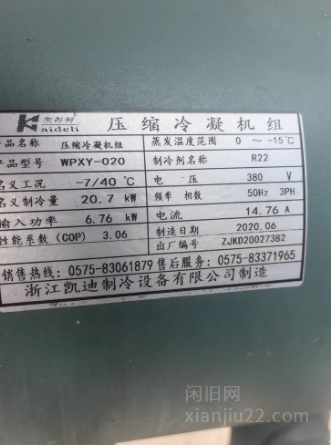 Kaideli
压缩冷凝机组
产品名称 压缩冷凝机组 蒸发温度范围 0 ~ -15℃
产品型号 WPXY-020 制冷剂名称 R22
名义工况 -7/40℃ 电压 380 V
名义制冷量 20.7 kW 频率 相数 50Hz 3PH
输入功率 6.76 kW 电流 14.76 A
性能系数(COP) 3.06 制造日期 2020.06
出厂编号 ZJKD20027382
销售热线: 0575-83061879 售后服务: 0575-83371965
浙江凯迪制冷设备有限公司制造
闲旧网
xianjiu22.com